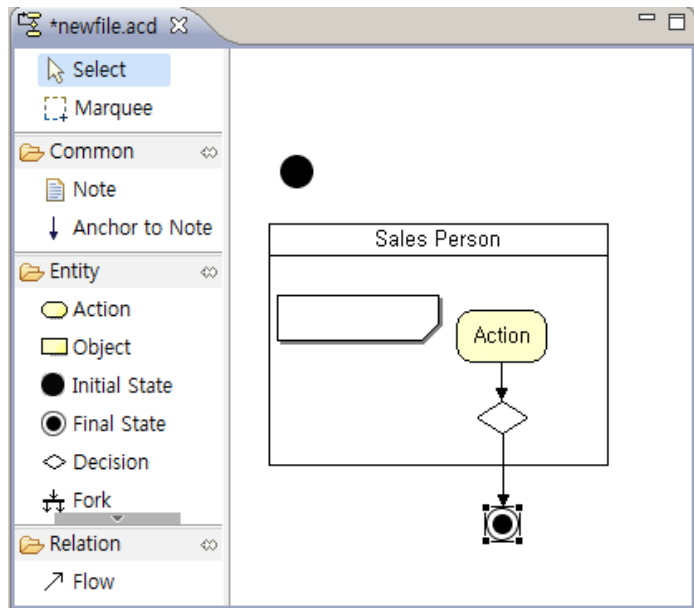 *newfile.acd
Select
Marquee
Common
Note
Anchor to Note
Entity
Action
Object
Initial State
Final State
Decision
Fork
Relation
Flow
Sales Person
Action